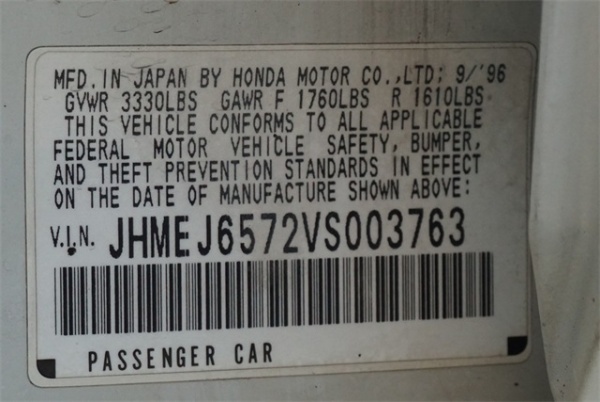 MFD. IN JAPAN BY HONDA MOTOR CO.,LTD; 9/'96
GVWR 3330LBS GAWR F 1760LBS R 1610LBS
THIS VEHICLE CONFORMS TO ALL APPLICABLE
FEDERAL MOTOR VEHICLE SAFETY, BUMPER,
AND THEFT PREVENTION STANDARDS IN EFFECT
ON THE DATE OF MANUFACTURE SHOWN ABOVE:
V.I.N. JHMEJ6572VS003763
PASSENGER CAR